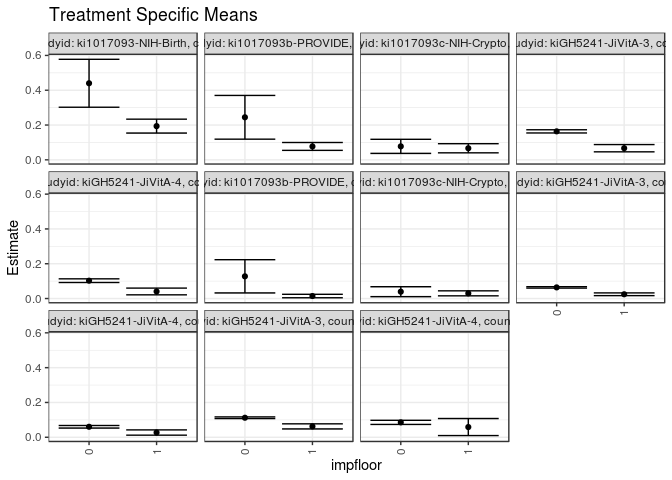 Treatment Specific Means
dyid: ki1017093-NIH-Birth, c
yid: ki1017093b-PROVIDE,
yid: ki1017093c-NIH-Crypto,
udyid: kiGH5241-JiVitA-3, co
0.6
0.4
0.2
0.0
udyid: kiGH5241-JiVitA-4, co
yid: ki1017093b-PROVIDE, c
yid: ki1017093c-NIH-Crypto,
udyid: kiGH5241-JiVitA-3, cou
0.6
0.4
0.2
0.0
0 1
dyid: kiGH5241-JiVitA-4, cou
yid: kiGH5241-JiVitA-3, coun
yid: kiGH5241-JiVitA-4, coun
0.6
0.4
0.2
0.0
0 1 0 1 0 1
impfloor
Estimate